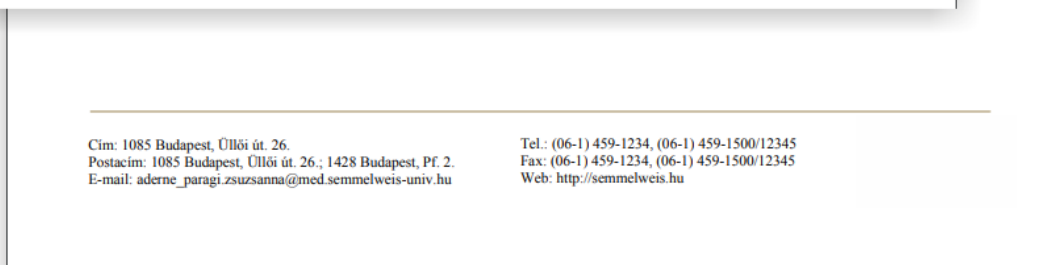 Cím: 1085 Budapest, Üllői út. 26.
Postacím: 1085 Budapest, Üllői út. 26.; 1428 Budapest, Pf. 2.
E-mail: aderne_paragi.zsuzsanna@med.semmelweis-univ.hu
Tel.: (06-1) 459-1234, (06-1) 459-1500/12345
Fax: (06-1) 459-1234, (06-1) 459-1500/12345
Web: http://semmelweis.hu